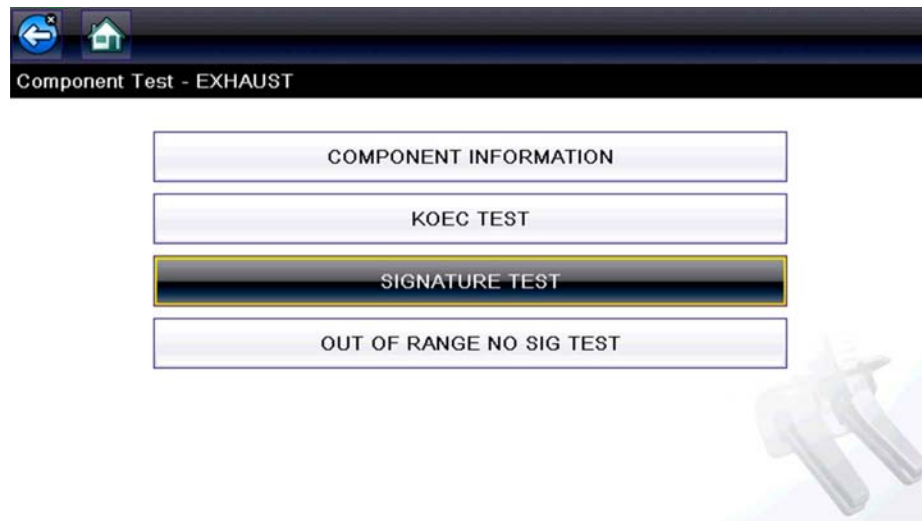 Component Test - EXHAUST
COMPONENT INFORMATION
KOEC TEST
SIGNATURE TEST
OUT OF RANGE NO SIG TEST